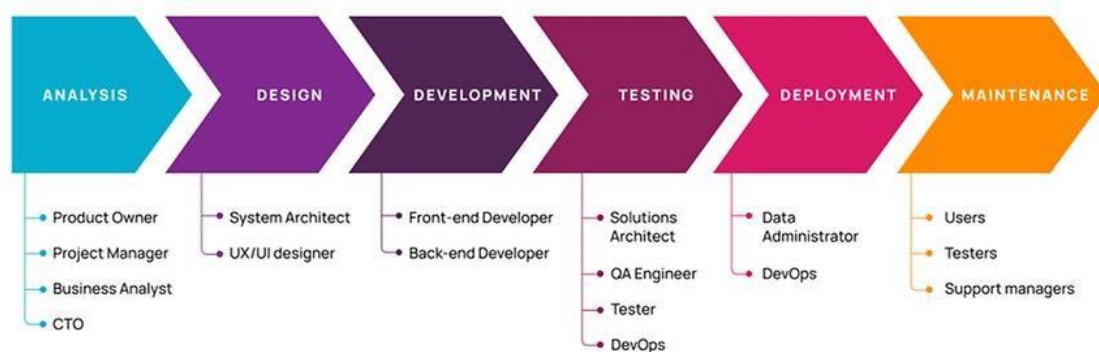 ANALYSIS
DESIGN
DEVELOPMENT
TESTING
DEPLOYMENT
MAINTENANCE
Product Owner
Project Manager
Business Analyst
CTO
System Architect
UX/UI designer
Front-end Developer
Back-end Developer
Solutions
Architect
QA Engineer
Tester
DevOps
Data
Administrator
DevOps
Users
Testers
Support managers